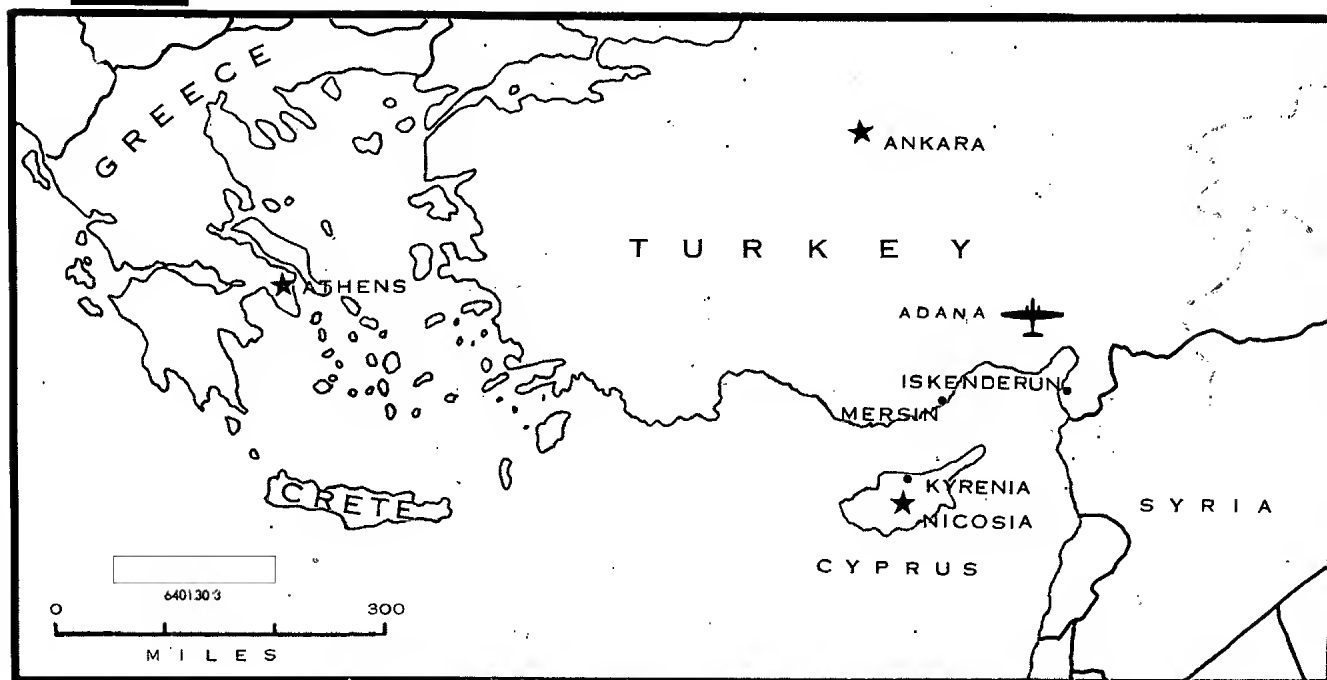 GREECE
ANKARA
TURKEY
ATHENS
ADANA
ISKENDERUN
MERSIN
CRETE
KYRENIA
NICOSIA
SYRIA
CYPRUS
640130 3
0 300
MILES